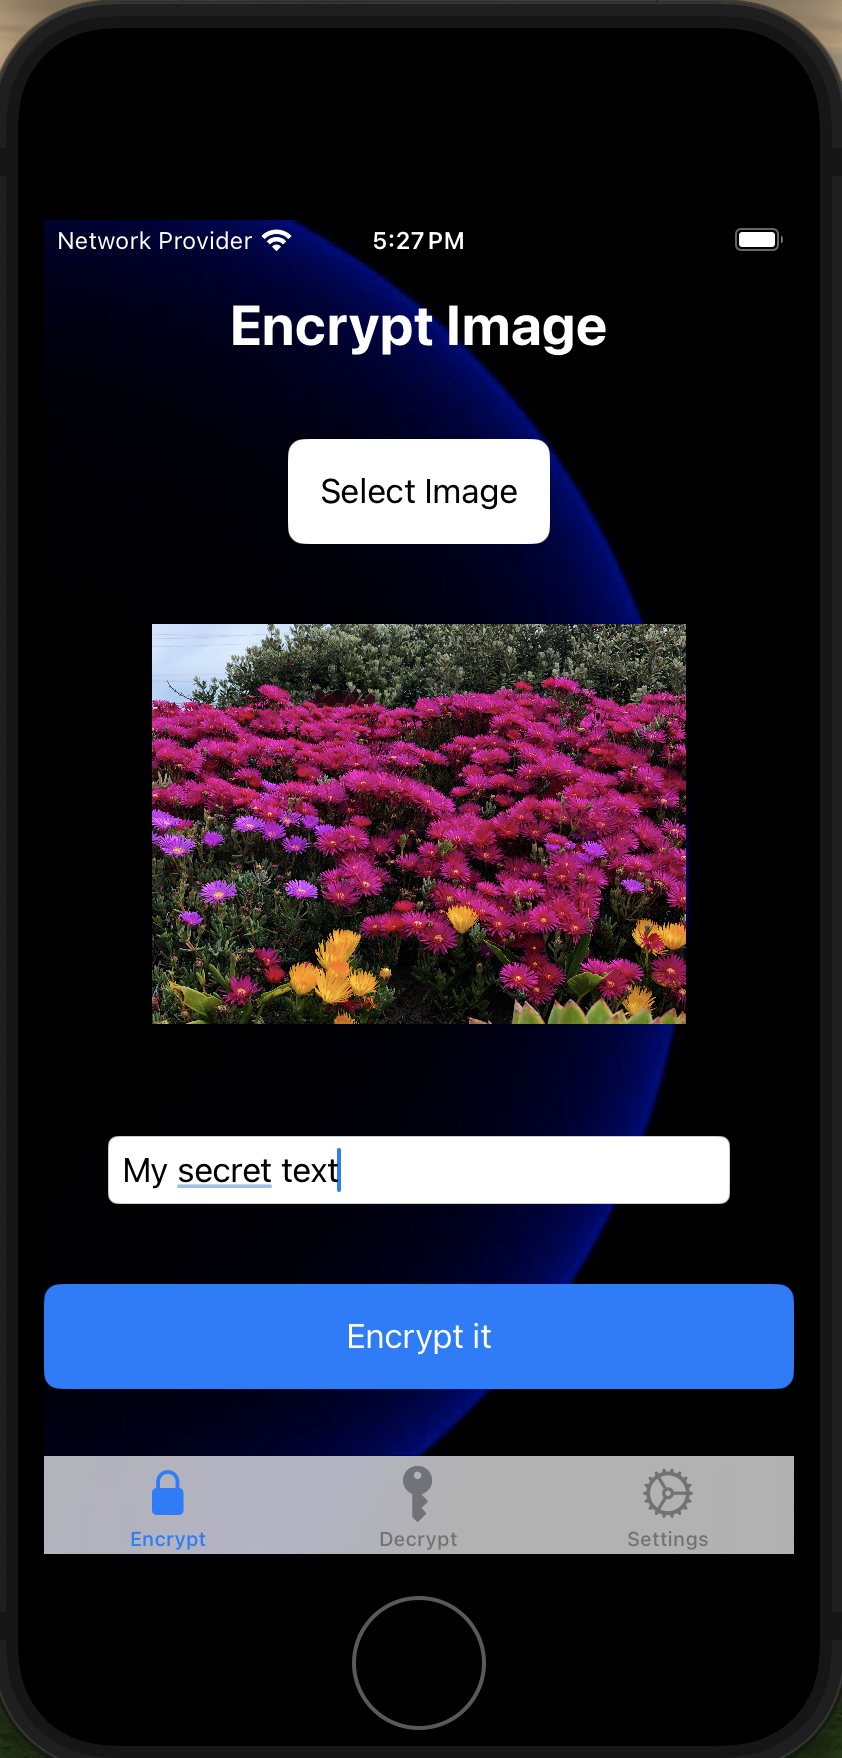 Network Provider 5:27 PM
Encrypt Image
Select Image
My secret text
Encrypt it
Encrypt Decrypt Settings